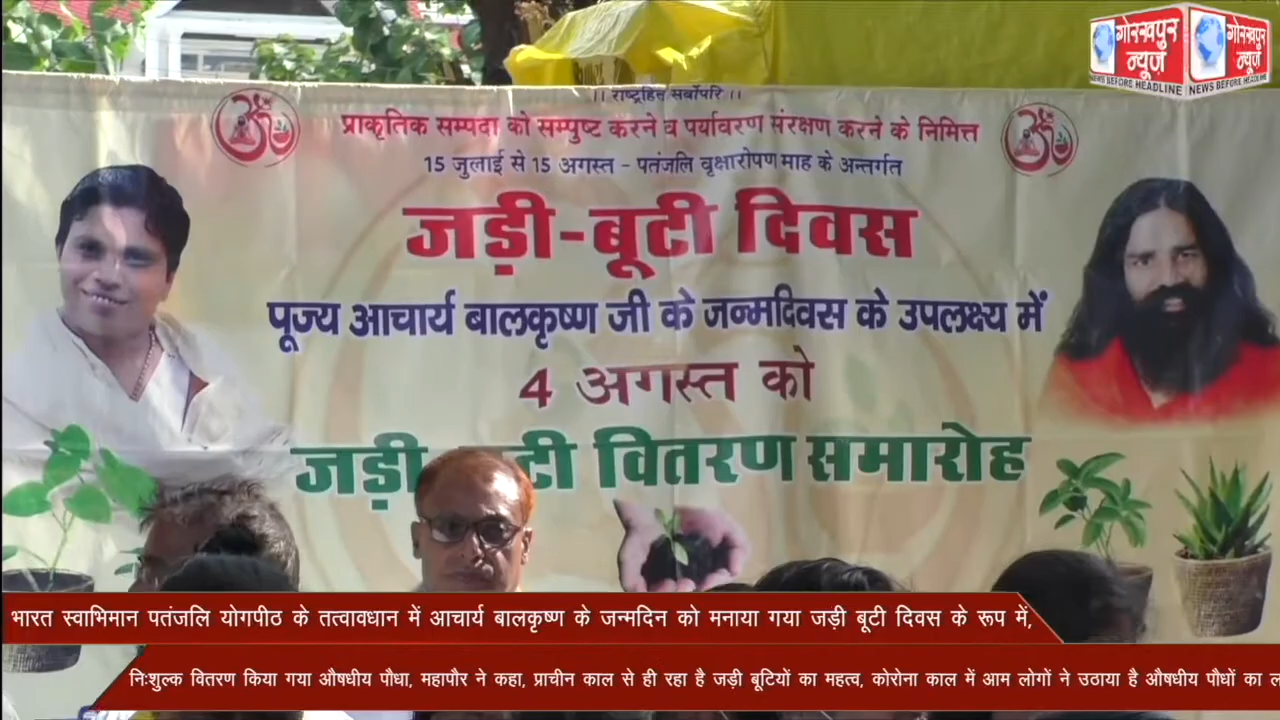 गोरखपुर न्यूज़
NEWS BEFORE HEADLINE
गोरखपुर न्यूज़
NEWS BEFORE HEADLINE
।। राष्ट्रहित सर्वोपरि ।।
प्राकृतिक सम्पदा को सम्पुष्ट करने व पर्यावरण संरक्षण करने के निमित्त
15 जुलाई से 15 अगस्त – पतंजलि वृक्षारोपण माह के अन्तर्गत
जड़ी-बूटी दिवस
पूज्य आचार्य बालकृष्ण जी के जन्मदिवस के उपलक्ष्य में
4 अगस्त को
जड़ी टी वितरण समारोह
भारत स्वाभिमान पतंजलि योगपीठ के तत्वावधान में आचार्य बालकृष्ण के जन्मदिन को मनाया गया जड़ी बूटी दिवस के रूप में,
नि:शुल्क वितरण किया गया औषधीय पौधा, महापौर ने कहा, प्राचीन काल से ही रहा है जड़ी बूटियों का महत्व, कोरोना काल में आम लोगों ने उठाया है औषधीय पौधों का